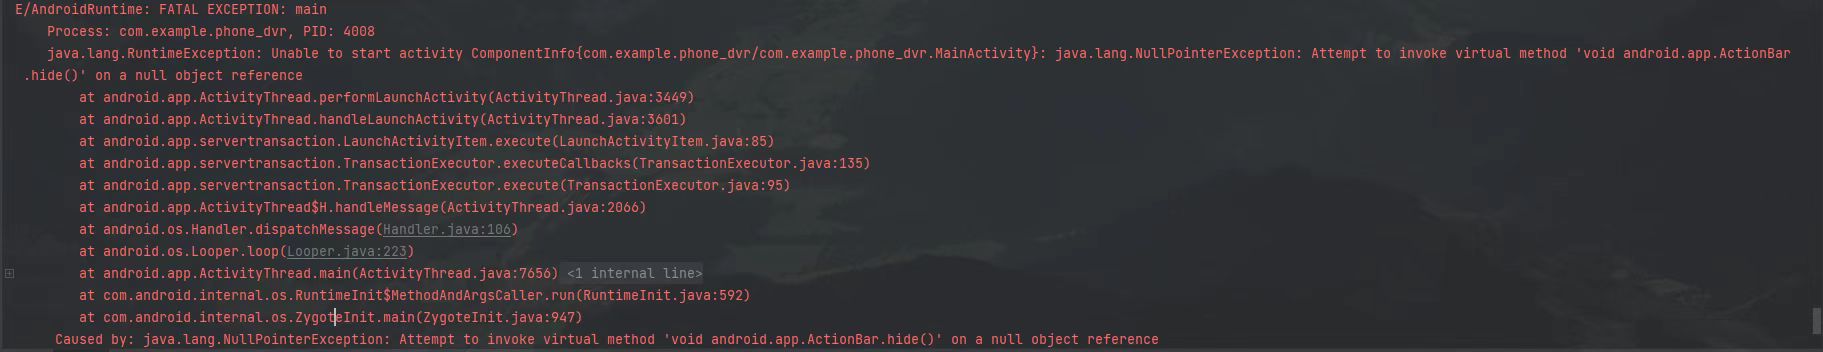 E/AndroidRuntime: FATAL EXCEPTION: main
Process: com.example.phone_dvr, PID: 4008
java.lang.RuntimeException: Unable to start activity ComponentInfo{com.example.phone_dvr/com.example.phone_dvr.MainActivity}: java.lang.NullPointerException: Attempt to invoke virtual method 'void android.app.ActionBar
.hide()' on a null object reference
at android.app.ActivityThread.performLaunchActivity(ActivityThread.java:3449)
at android.app.ActivityThread.handleLaunchActivity(ActivityThread.java:3601)
at android.app.servertransaction.LaunchActivityItem.execute(LaunchActivityItem.java:85)
at android.app.servertransaction.TransactionExecutor.executeCallbacks(TransactionExecutor.java:135)
at android.app.servertransaction.TransactionExecutor.execute(TransactionExecutor.java:95)
at android.app.ActivityThread$H.handleMessage(ActivityThread.java:2066)
at android.os.Handler.dispatchMessage(Handler.java:106)
at android.os.Looper.loop(Looper.java:223)
at android.app.ActivityThread.main(ActivityThread.java:7656) <1 internal line>
at com.android.internal.os.RuntimeInit$MethodAndArgsCaller.run(RuntimeInit.java:592)
at com.android.internal.os.ZygoteInit.main(ZygoteInit.java:947)
Caused by: java.lang.NullPointerException: Attempt to invoke virtual method 'void android.app.ActionBar.hide()' on a null object reference